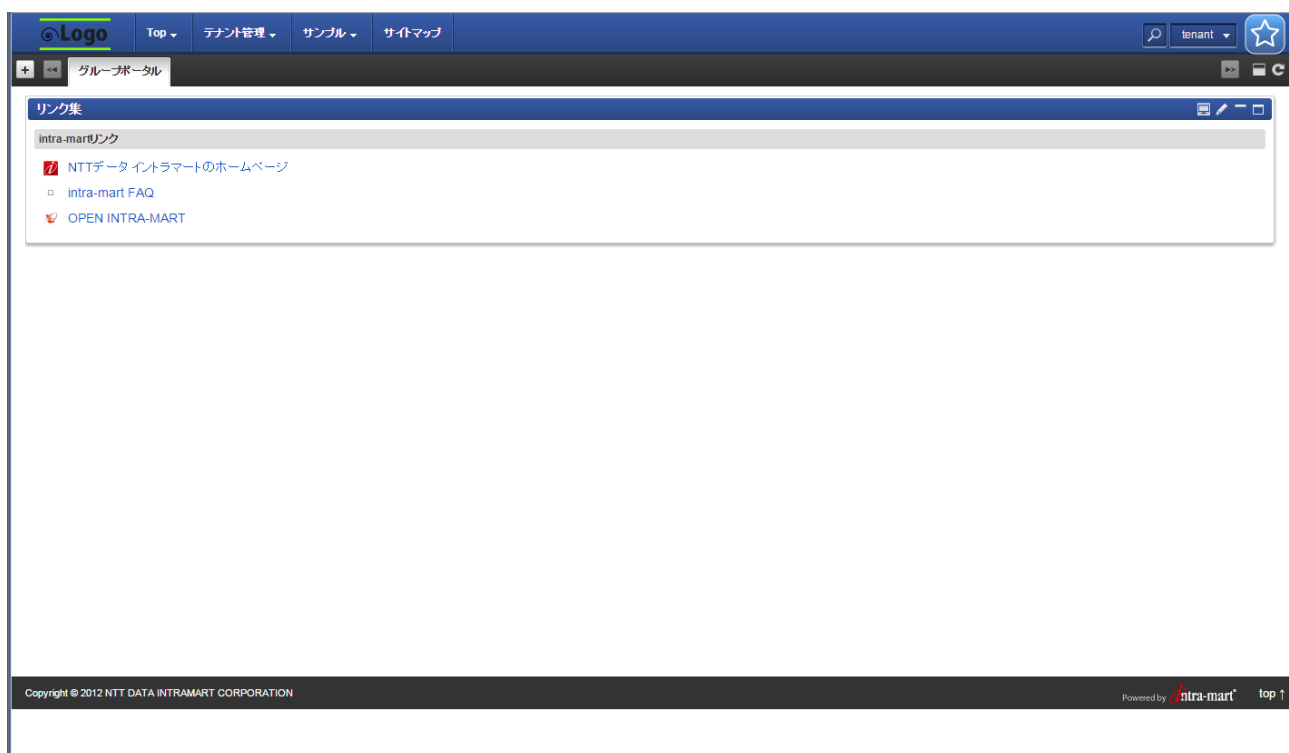 Logo Top テナント管理 サンプル サイトマップ tenant
+ << グループポータル >>
リンク集
intra-martリンク
NTTデータ イントラマートのホームページ
intra-mart FAQ
OPEN INTRA-MART
Copyright © 2012 NTT DATA INTRAMART CORPORATION Powered by intra-mart® top ↑